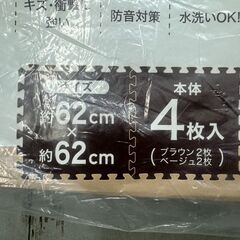 キズ・衝撃
防音対策
水洗いOK
サイズ
約62cm
×
約62cm
本体
4枚入
(ブラウン2枚
ベージュ2枚)